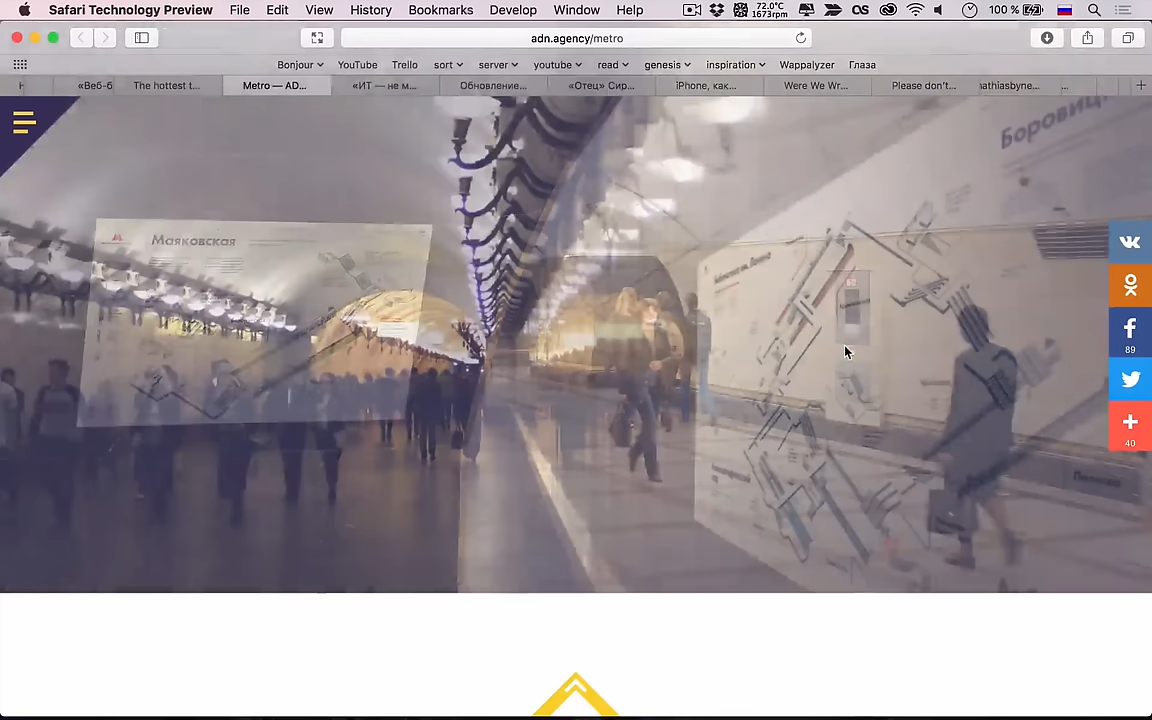 Safari Technology Preview File Edit View History Bookmarks Develop Window Help 72.0°C 1673rpm 100 %
adn.agency/metro
Bonjour YouTube Trello sort server youtube read genesis inspiration Wappalyzer Глаза
«Веб-б The hottest t... Metro — AD... «ИТ — не м... Обновление... «Отец» Сир... iPhone, как... Were We Wr... Please don't... athiasbyne... ...
Боровиц
Маяковская
89
40